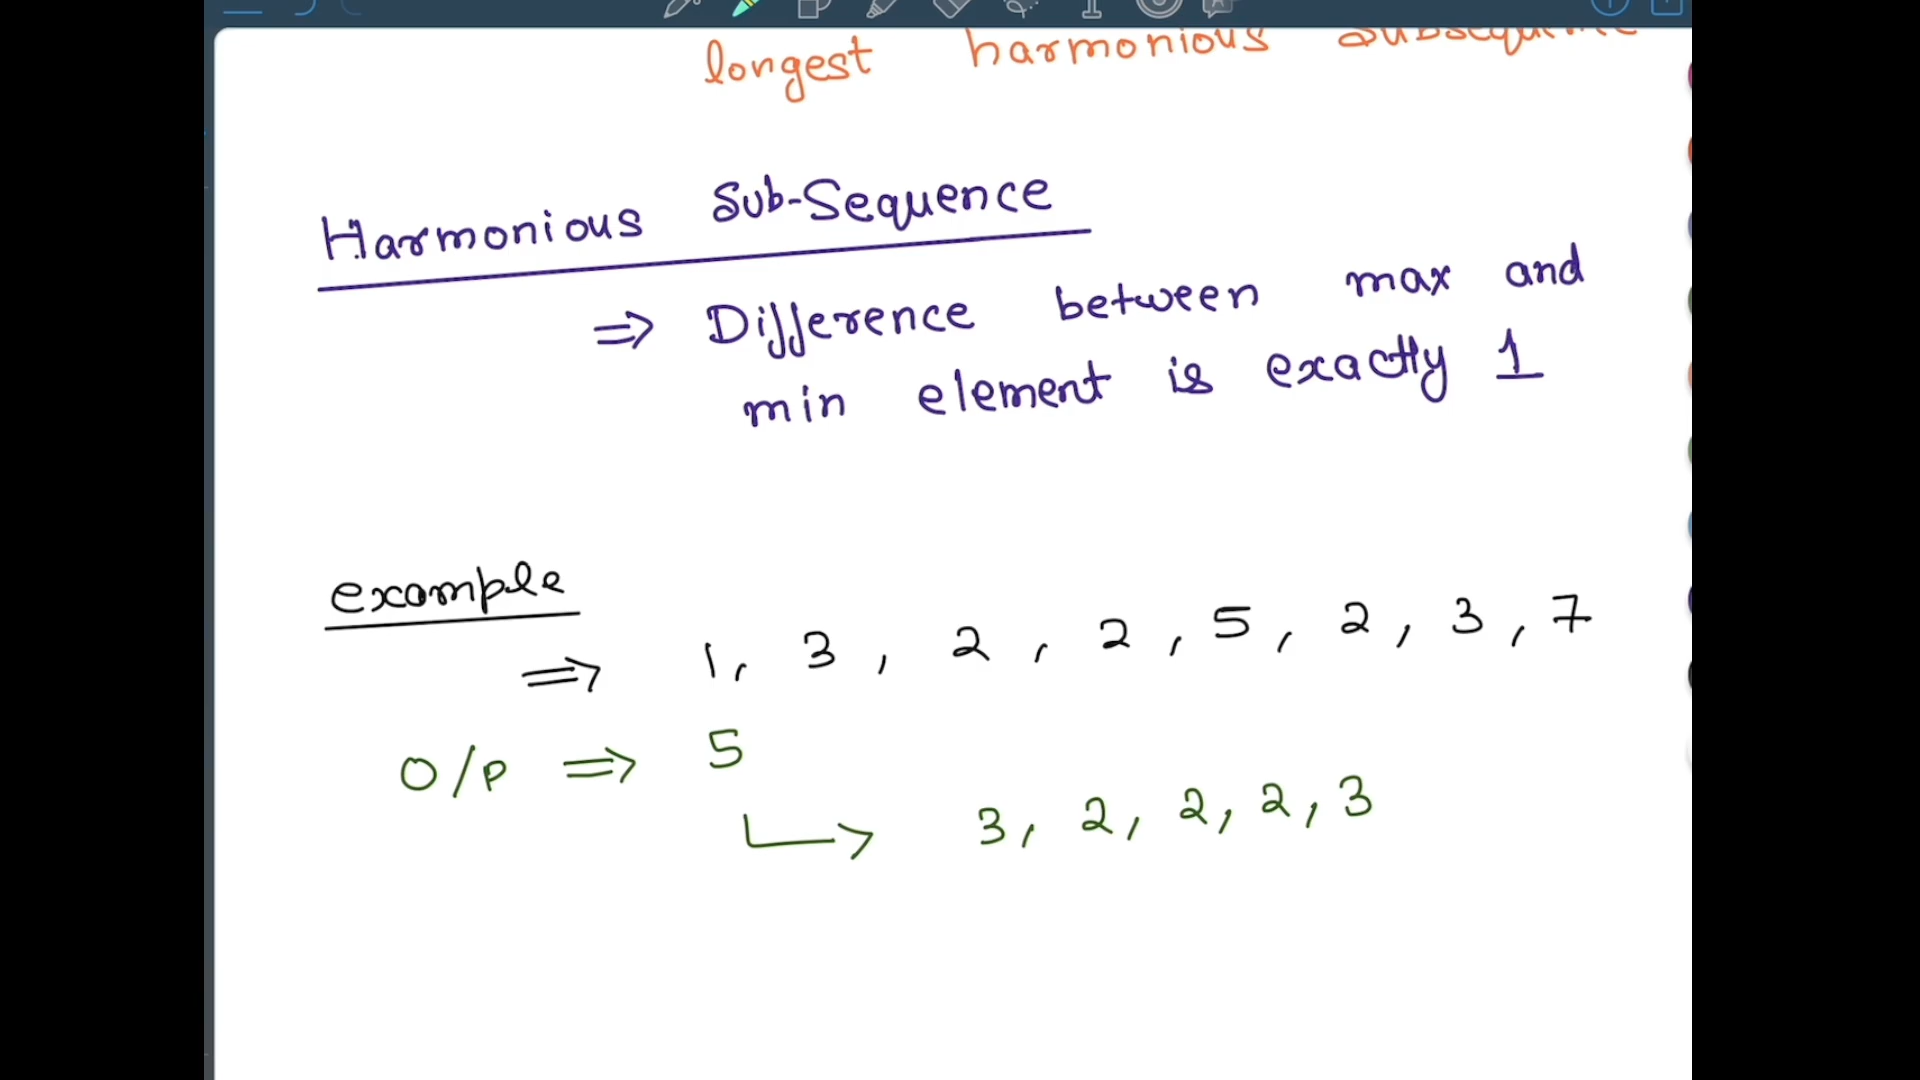 longest harmonious subsequence
Harmonious Sub-Sequence
⇒ Difference between max and
min element is exactly 1
example
⇒ 1, 3, 2, 2, 5, 2, 3, 7
O/P ⇒ 5
↳ 3, 2, 2, 2, 3